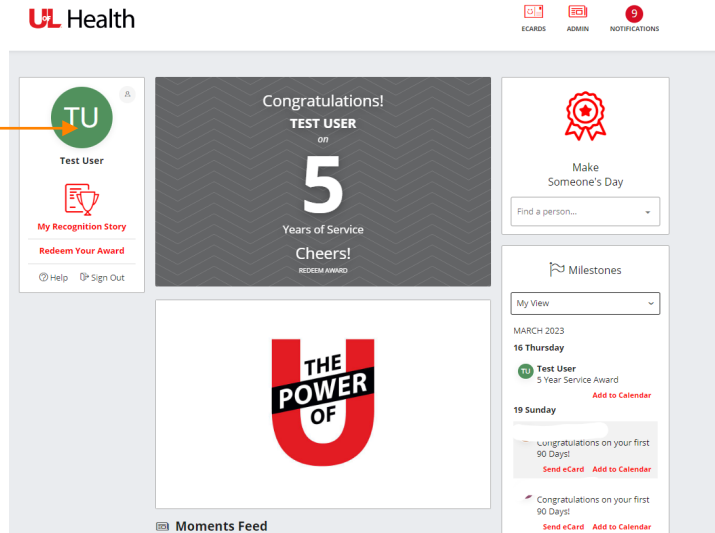 UofL Health
ECARDS
ADMIN
9
NOTIFICATIONS
TU
Test User
My Recognition Story
Redeem Your Award
Help
Sign Out
Congratulations!
TEST USER
on
5
Years of Service
Cheers!
REDEEM AWARD
THE
POWER
OF
U
Moments Feed
Make
Someone's Day
Find a person...
Milestones
My View
MARCH 2023
16 Thursday
TU
Test User
5 Year Service Award
Add to Calendar
19 Sunday
Congratulations on your first
90 Days!
Send eCard Add to Calendar
Congratulations on your first
90 Days!
Send eCard Add to Calendar